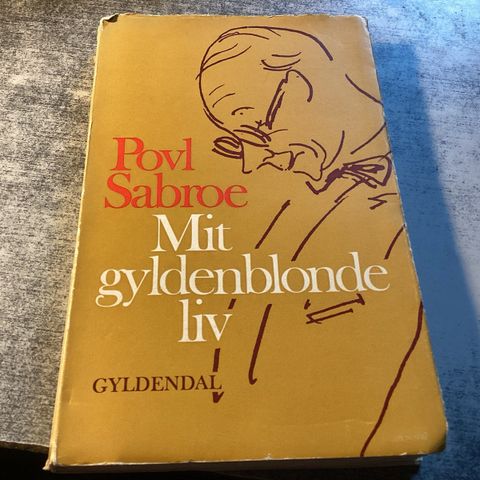 Povl
Sabroe
Mit
gyldenblonde
liv
GYLDENDAL